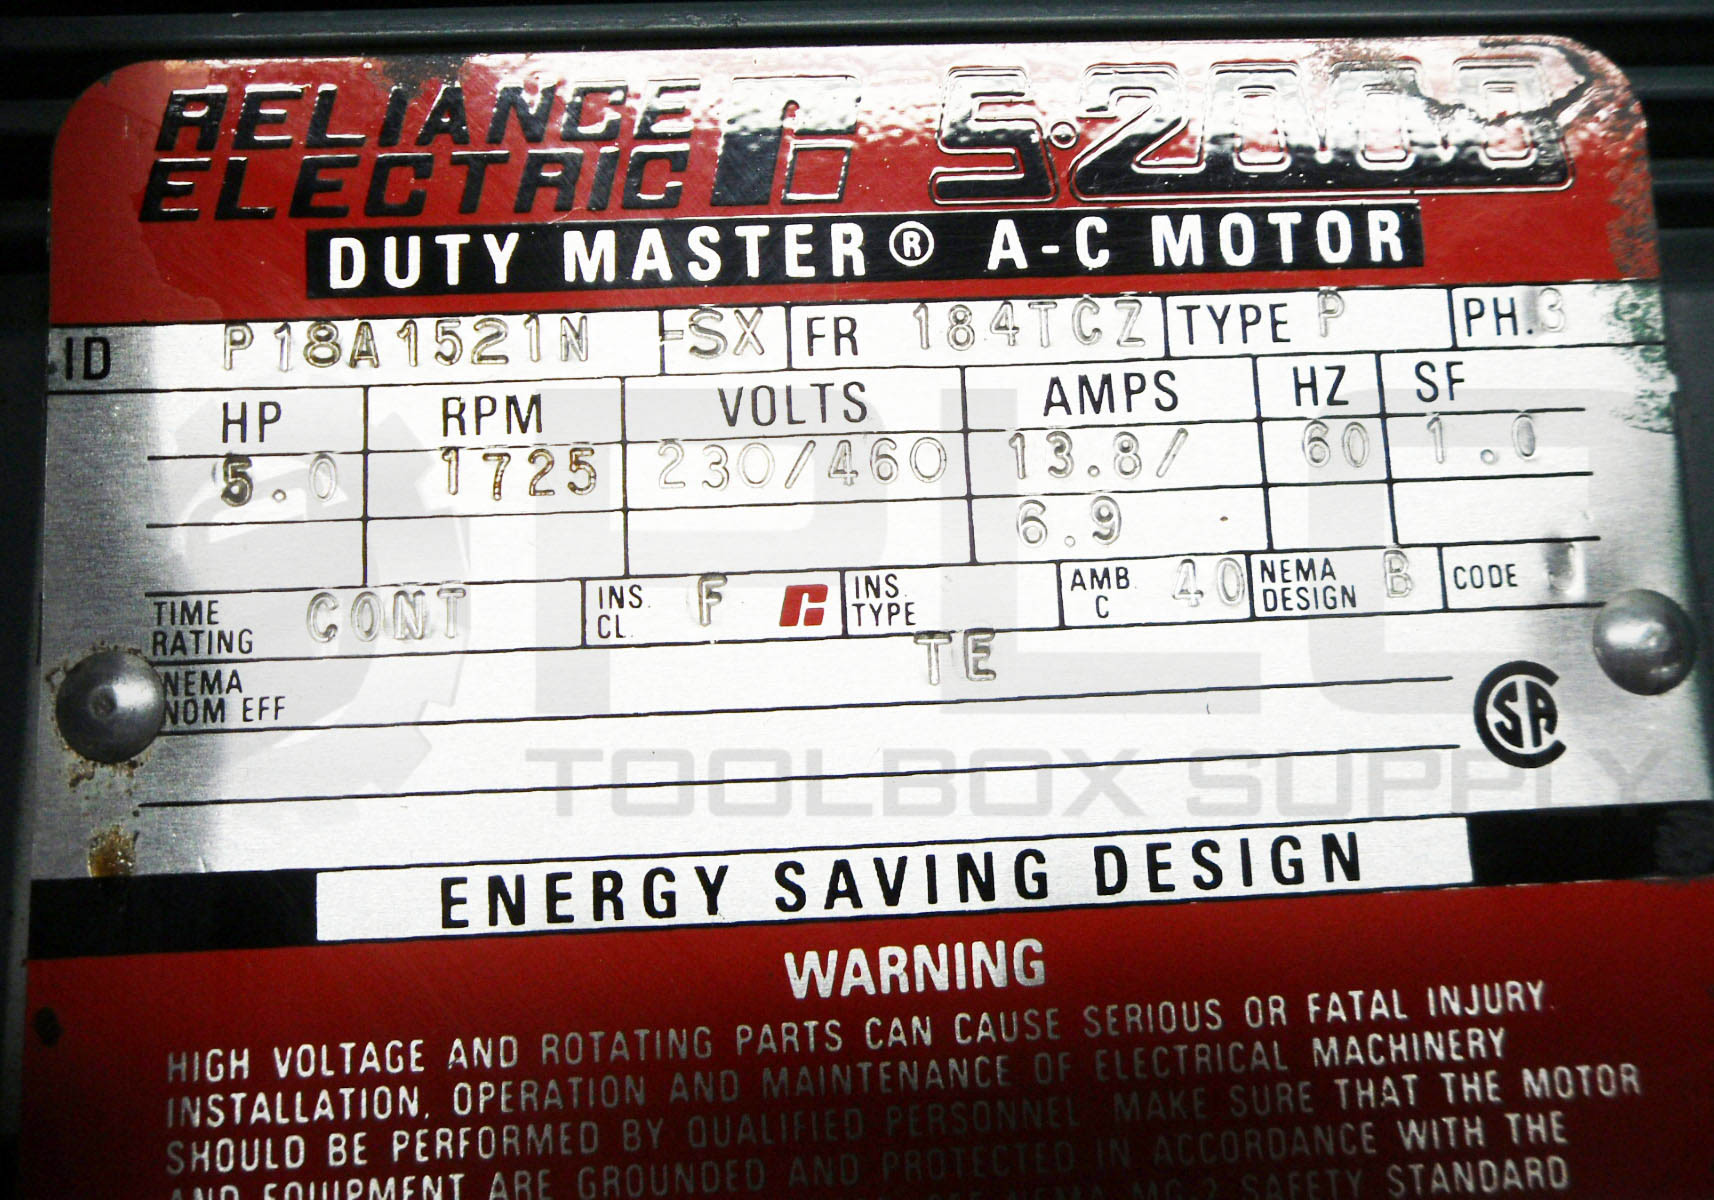 RELIANCE
ELECTRIC S-2000
DUTY MASTER® A-C MOTOR
ID P18A1521N -SX FR 184TCZ TYPE P PH. 3
HP RPM VOLTS AMPS HZ SF
5.0 1725 230/460 13.8/ 60 1.0
6.9
TIME RATING CONT INS. CL. F INS. TYPE AMB. C 40 NEMA DESIGN B CODE J
TE
NEMA
NOM EFF
CSA
PLC
TOOLBOX SUPPLY
ENERGY SAVING DESIGN
WARNING
HIGH VOLTAGE AND ROTATING PARTS CAN CAUSE SERIOUS OR FATAL INJURY.
INSTALLATION, OPERATION AND MAINTENANCE OF ELECTRICAL MACHINERY
SHOULD BE PERFORMED BY QUALIFIED PERSONNEL. MAKE SURE THAT THE MOTOR
AND EQUIPMENT ARE GROUNDED AND PROTECTED IN ACCORDANCE WITH THE
MG-2 SAFETY STANDARD